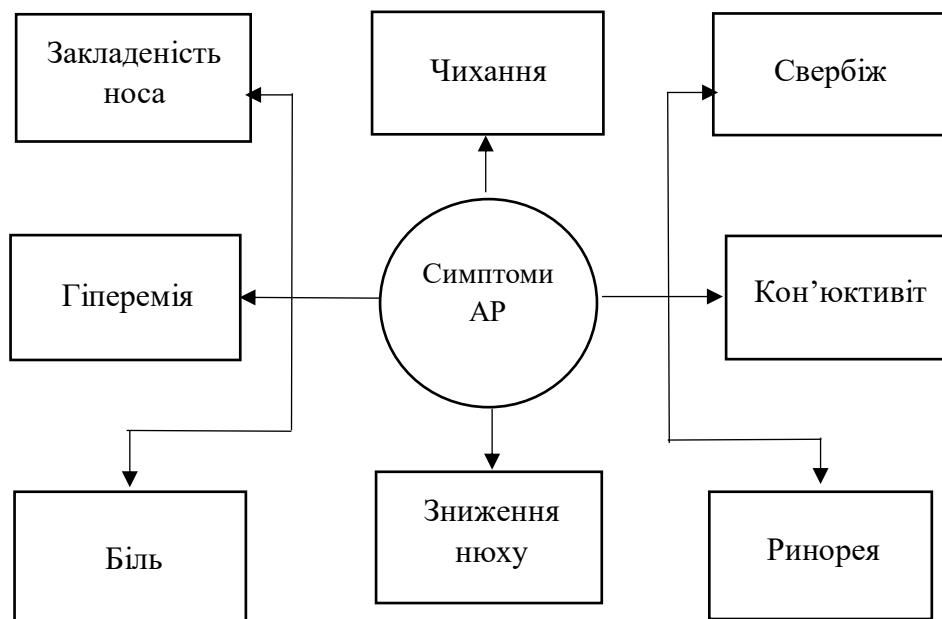 Закладеність
носа
Чихання
Свербіж
Гіперемія
Симптоми
АР
Кон’юктивіт
Біль
Зниження
нюху
Ринорея